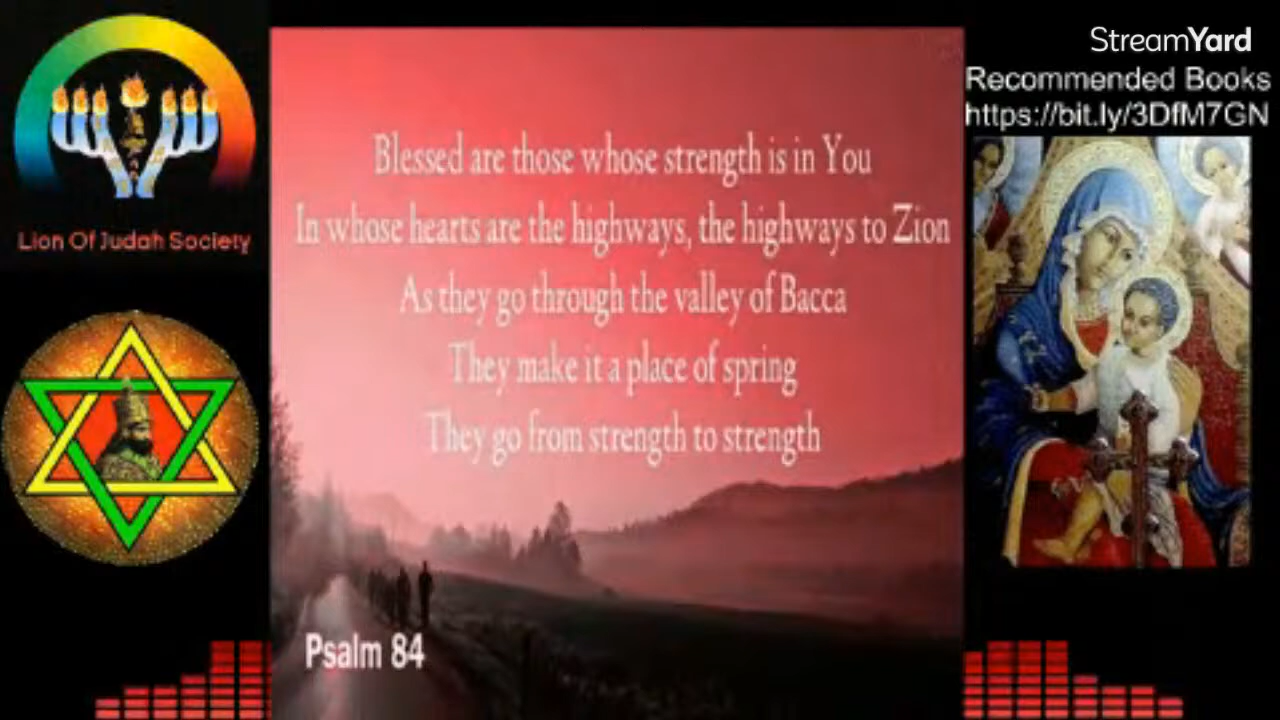 StreamYard
Recommended Books
https://bit.ly/3DfM7GN
Lion Of Judah Society
Blessed are those whose strength is in You
In whose hearts are the highways, the highways to Zion
As they go through the valley of Bacca
They make it a place of spring
They go from strength to strength
Psalm 84